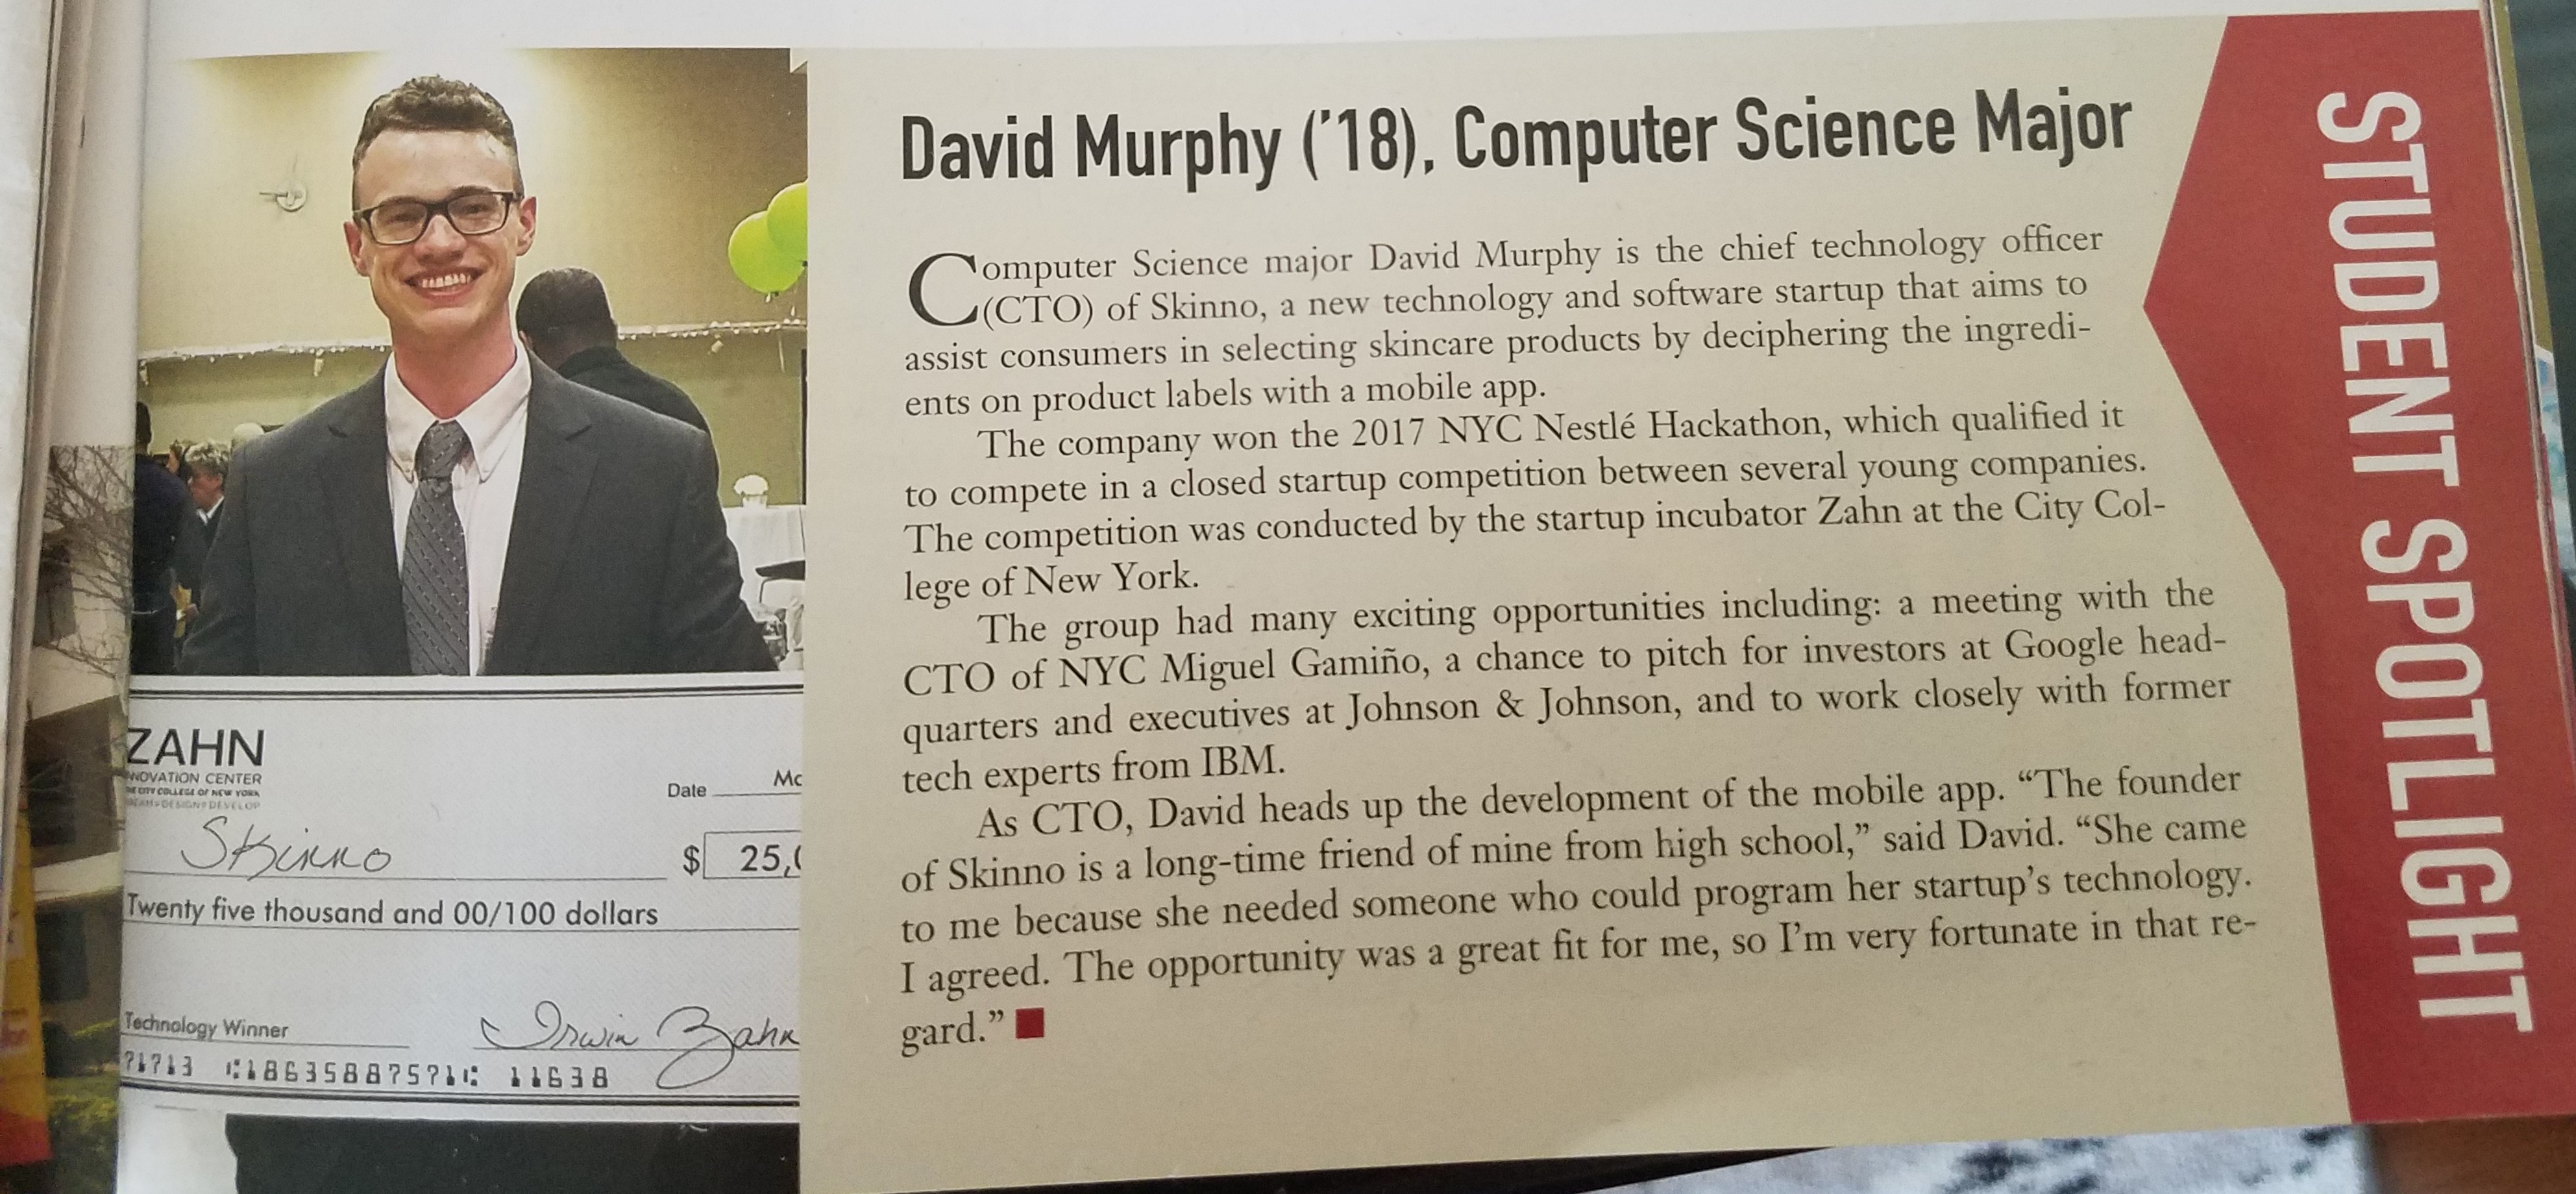 David Murphy ('18), Computer Science Major
Computer Science major David Murphy is the chief technology officer
(CTO) of Skinno, a new technology and software startup that aims to
assist consumers in selecting skincare products by deciphering the ingredi-
ents on product labels with a mobile app.
The company won the 2017 NYC Nestlé Hackathon, which qualified it
to compete in a closed startup competition between several young companies.
The competition was conducted by the startup incubator Zahn at the City Col-
lege of New York.
The group had many exciting opportunities including: a meeting with the
CTO of NYC Miguel Gamiño, a chance to pitch for investors at Google head-
quarters and executives at Johnson & Johnson, and to work closely with former
tech experts from IBM.
As CTO, David heads up the development of the mobile app. “The founder
of Skinno is a long-time friend of mine from high school,” said David. “She came
to me because she needed someone who could program her startup’s technology.
I agreed. The opportunity was a great fit for me, so I’m very fortunate in that re-
gard.”
STUDENT SPOTLIGHT
ZAHN
NOVATION CENTER
THE CITY COLLEGE OF NEW YORK
DESIGN DEVELOP
Date
Skinno
$ 25,
Twenty five thousand and 00/100 dollars
Technology Winner
Irwin Zahn
71713 1863588757 11638